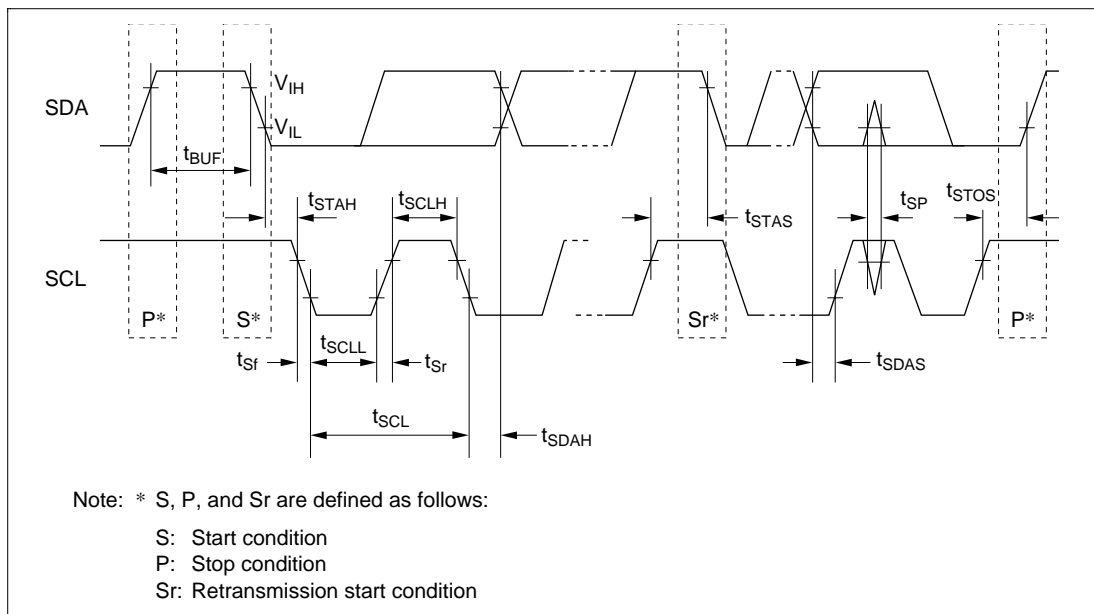 SDA
V_IH
V_IL
t_BUF
t_STAH
t_SCLH
t_STAS
t_SP
t_STOS
SCL
P*
S*
Sr*
P*
t_Sf
t_SCLL
t_Sr
t_SDAS
t_SCL
t_SDAH
Note: * S, P, and Sr are defined as follows:
S: Start condition
P: Stop condition
Sr: Retransmission start condition